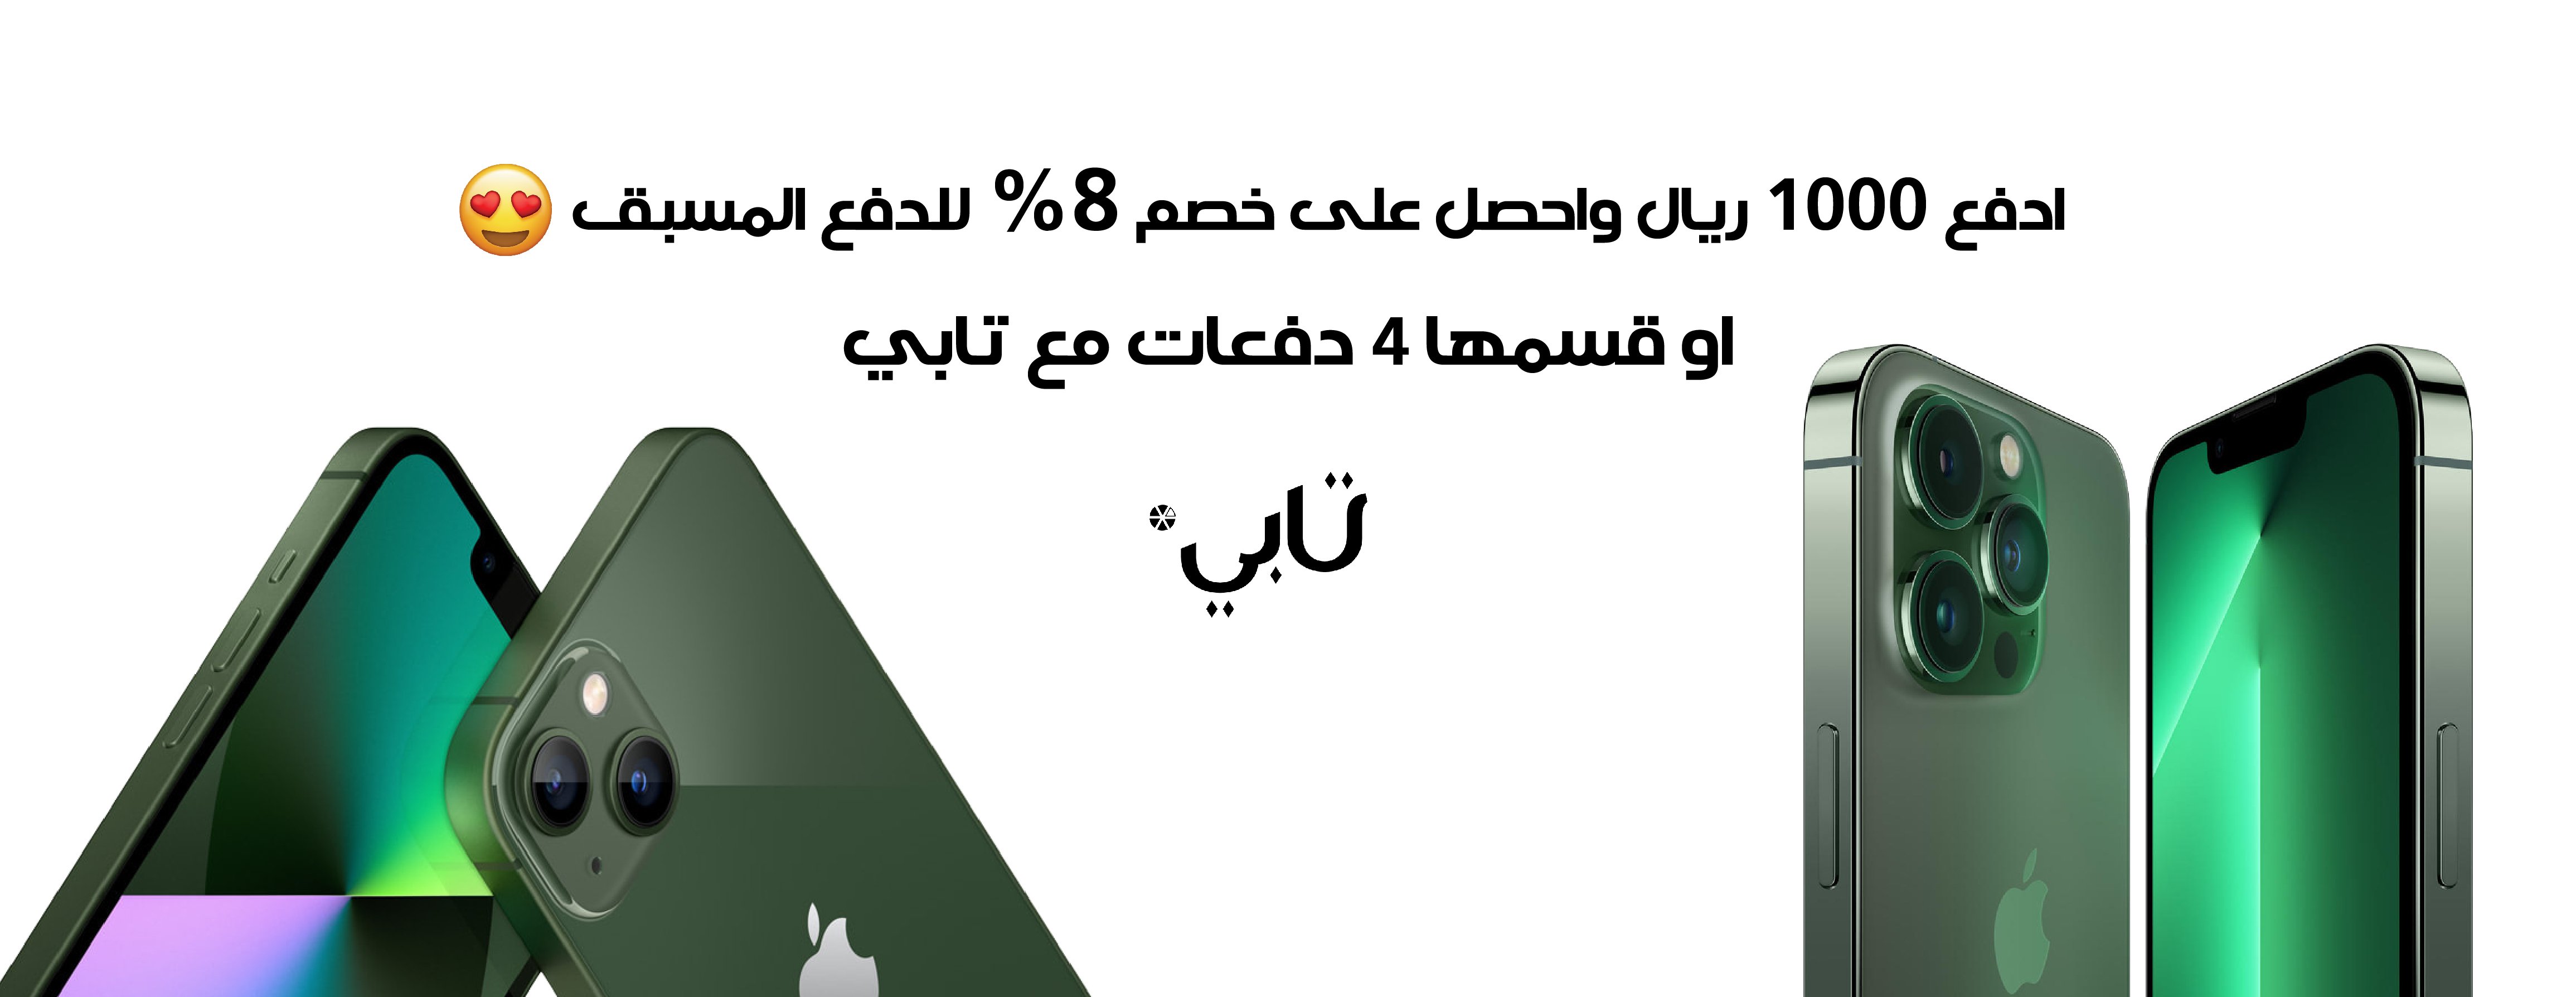 ادفع 1000 ريال واحصل على خصم 8% للدفع المسبق 😍
او قسمها 4 دفعات مع تابي
تابي